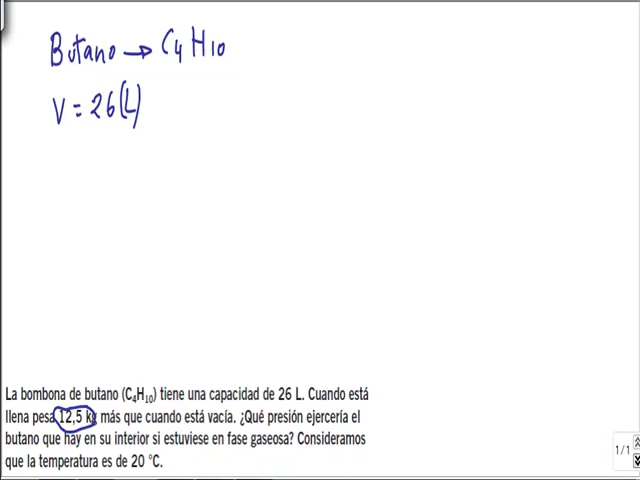 Butano → C4H10
V = 26 (L)
La bombona de butano (C₄H₁₀) tiene una capacidad de 26 L. Cuando está
llena pesa 12,5 kg más que cuando está vacía. ¿Qué presión ejercería el
butano que hay en su interior si estuviese en fase gaseosa? Consideramos
que la temperatura es de 20 °C.
1/1